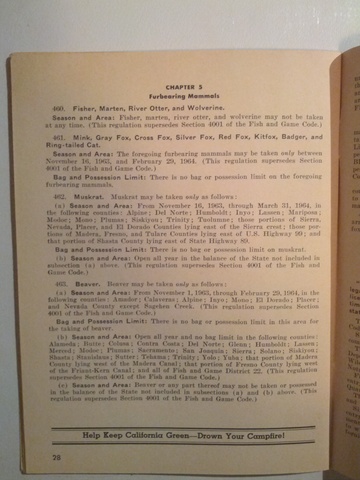 CHAPTER 5
Furbearing Mammals
460. Fisher, Marten, River Otter, and Wolverine.
Season and Area: Fisher, marten, river otter, and wolverine may not be taken
at any time. (This regulation supersedes Section 4001 of the Fish and Game Code.)
461. Mink, Gray Fox, Cross Fox, Silver Fox, Red Fox, Kitfox, Badger, and
Ring-tailed Cat.
Season and Area: The foregoing furbearing mammals may be taken only between
November 16, 1963, and February 29, 1964. (This regulation supersedes Section
4001 of the Fish and Game Code.)
Bag and Possession Limit: There is no bag or possession limit on the foregoing
furbearing mammals.
462. Muskrat. Muskrat may be taken only as follows:
(a) Season and Area: From November 16, 1963, through March 31, 1964, in
the following counties: Alpine; Del Norte; Humboldt; Inyo; Lassen; Mariposa;
Modoc; Mono; Plumas; Siskiyou; Trinity; Tuolumne; those portions of Sierra,
Nevada, Placer, and El Dorado Counties lying east of the Sierra crest; those por-
tions of Madera, Fresno, and Tulare Counties lying east of U.S. Highway 99; and
that portion of Shasta County lying east of State Highway 89.
Bag and Possession Limit: There is no bag or possession limit on muskrat.
(b) Season and Area: Open all year in the balance of the State not included in
subsection (a) above. (This regulation supersedes Section 4001 of the Fish and
Game Code.)
463. Beaver. Beaver may be taken only as follows:
(a) Season and Area: From November 1, 1963, through February 29, 1964, in the
following counties: Amador; Calaveras; Alpine; Inyo; Mono; El Dorado; Placer;
and Nevada County except Sagehen Creek. (This regulation supersedes Section
4001 of the Fish and Game Code.)
Bag and Possession Limit: There is no bag or possession limit in this area for
the taking of beaver.
(b) Season and Area: Open all year and no bag limit in the following counties:
Alameda; Butte; Colusa; Contra Costa; Del Norte; Glenn; Humboldt; Lassen;
Merced; Modoc; Plumas; Sacramento; San Joaquin; Sierra; Solano; Siskiyou;
Shasta; Stanislaus; Sutter; Tehama; Trinity; Yolo; Yuba; that portion of Madera
County lying west of the Madera Canal; that portion of Fresno County lying west
of the Friant-Kern Canal; and all of Fish and Game District 22. (This regulation
supersedes Section 4001 of the Fish and Game Code.)
(c) Season and Area: Beaver or any part thereof may not be taken or possessed
in the balance of the State not included in subsections (a) and (b) above. (This
regulation supersedes Section 4001 of the Fish and Game Code.)
Help Keep California Green—Drown Your Campfire!
28